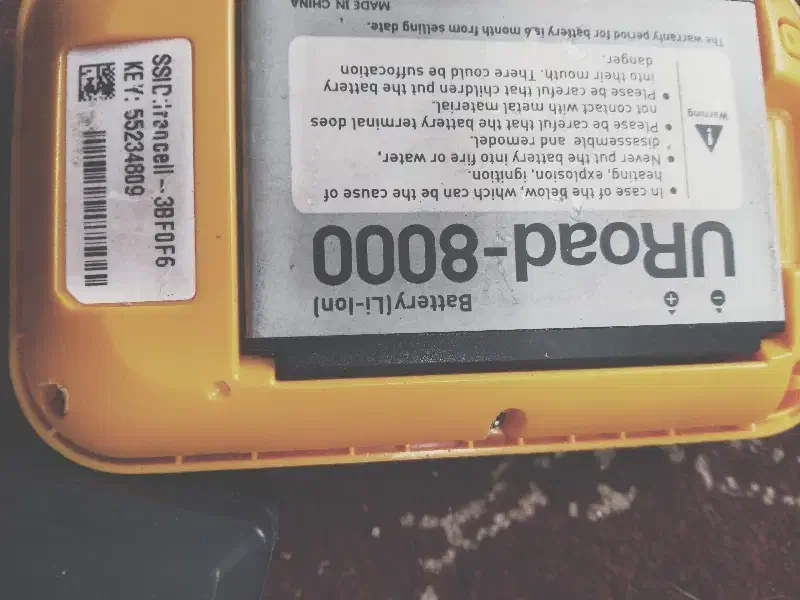 SSID:irancell-3BF0F6
KEY: 55234809
URoad-8000
Battery(Li-Ion)
In case of the below, which can be the cause of
heating, explosion, ignition.
Never put the battery into fire or water,
disassemble and remodel.
Please be careful that the battery terminal does
not contact with metal material.
Please be careful that children put the battery
into their mouth. There could be suffocation
danger.
Warning
The warranty period for battery is 6 month from selling date.
MADE IN CHINA